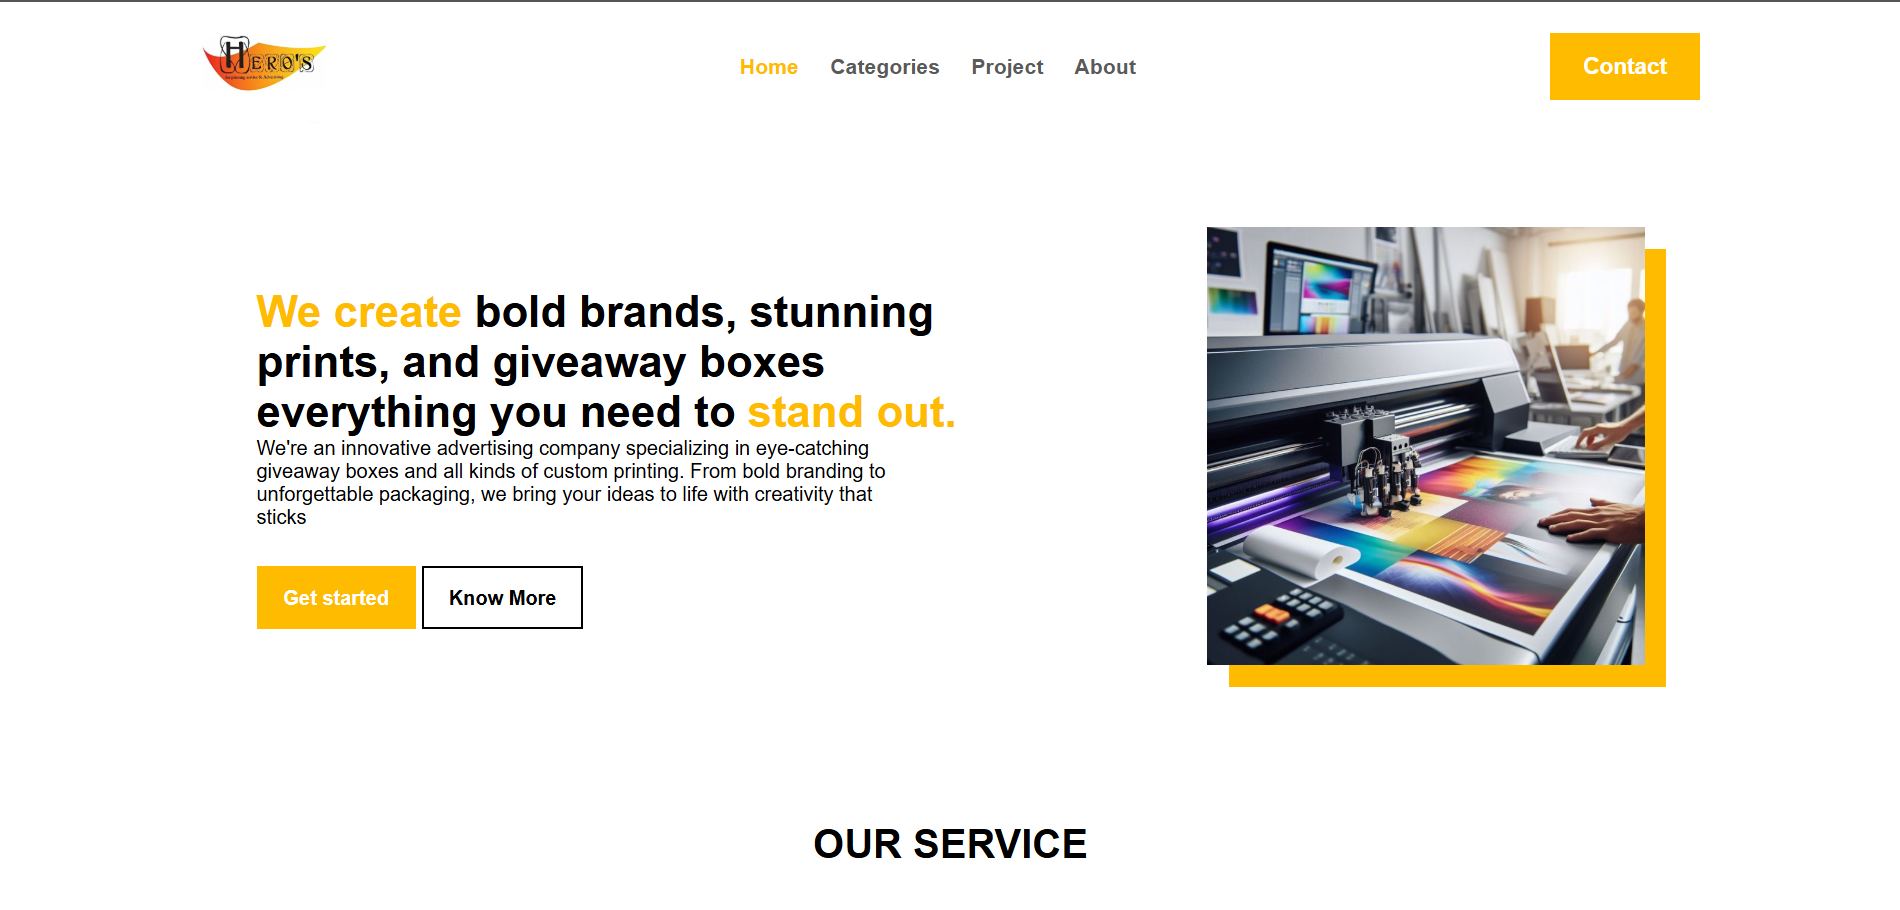 HERO'S
Home
Categories
Project
About
Contact
We create bold brands, stunning
prints, and giveaway boxes
everything you need to stand out.
We're an innovative advertising company specializing in eye-catching
giveaway boxes and all kinds of custom printing. From bold branding to
unforgettable packaging, we bring your ideas to life with creativity that
sticks
Get started
Know More
OUR SERVICE